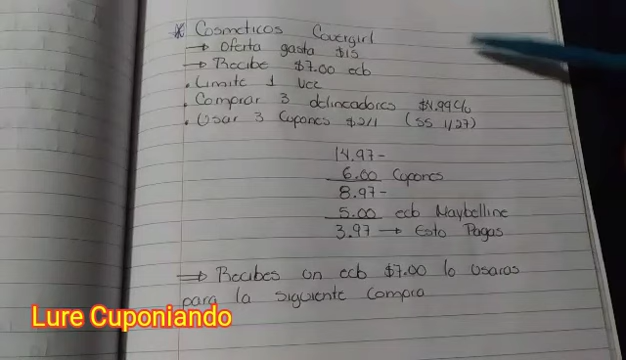 * Cosmeticos Covergirl
→ Oferta gasta $15
→ Recibe $7.00 ecb
• Limite 1 vez
• Comprar 3 delineadores $4.99 c/u
• Usar 3 Cupones $2/1 (SS 1/27)
14.97-
6.00 Cupones
8.97-
5.00 ecb Maybelline
3.97 → Esto Pagas
⇒ Recibes un ecb $7.00 lo usaras
para la siguiente compra
Lure Cuponiando